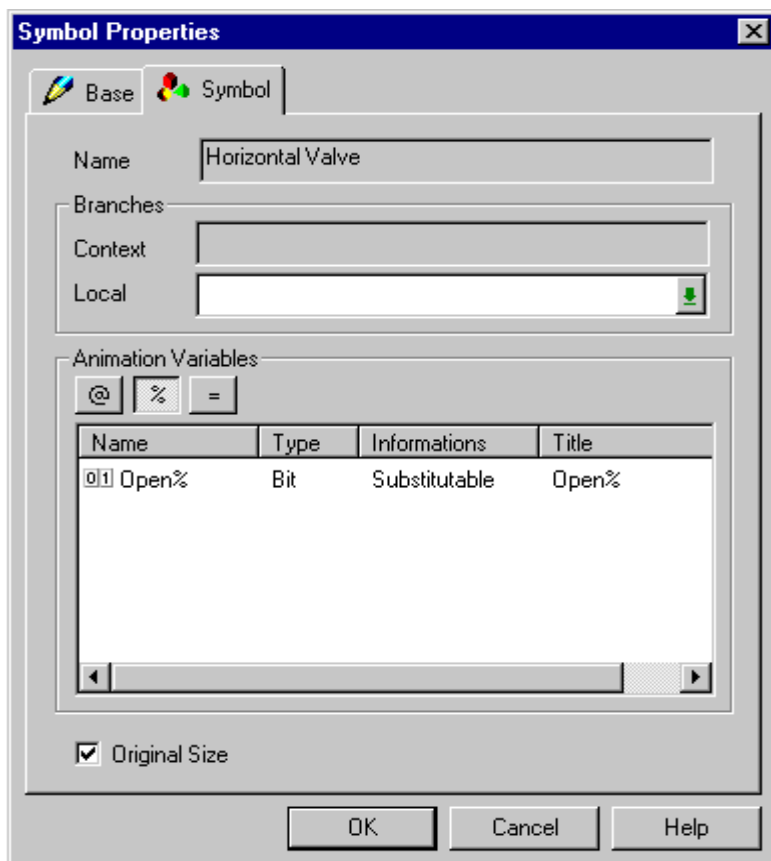 Symbol Properties
Base Symbol
Name Horizontal Valve
Branches
Context
Local
Animation Variables
@ % =
Name Type Informations Title
01 Open% Bit Substitutable Open%
Original Size
OK Cancel Help